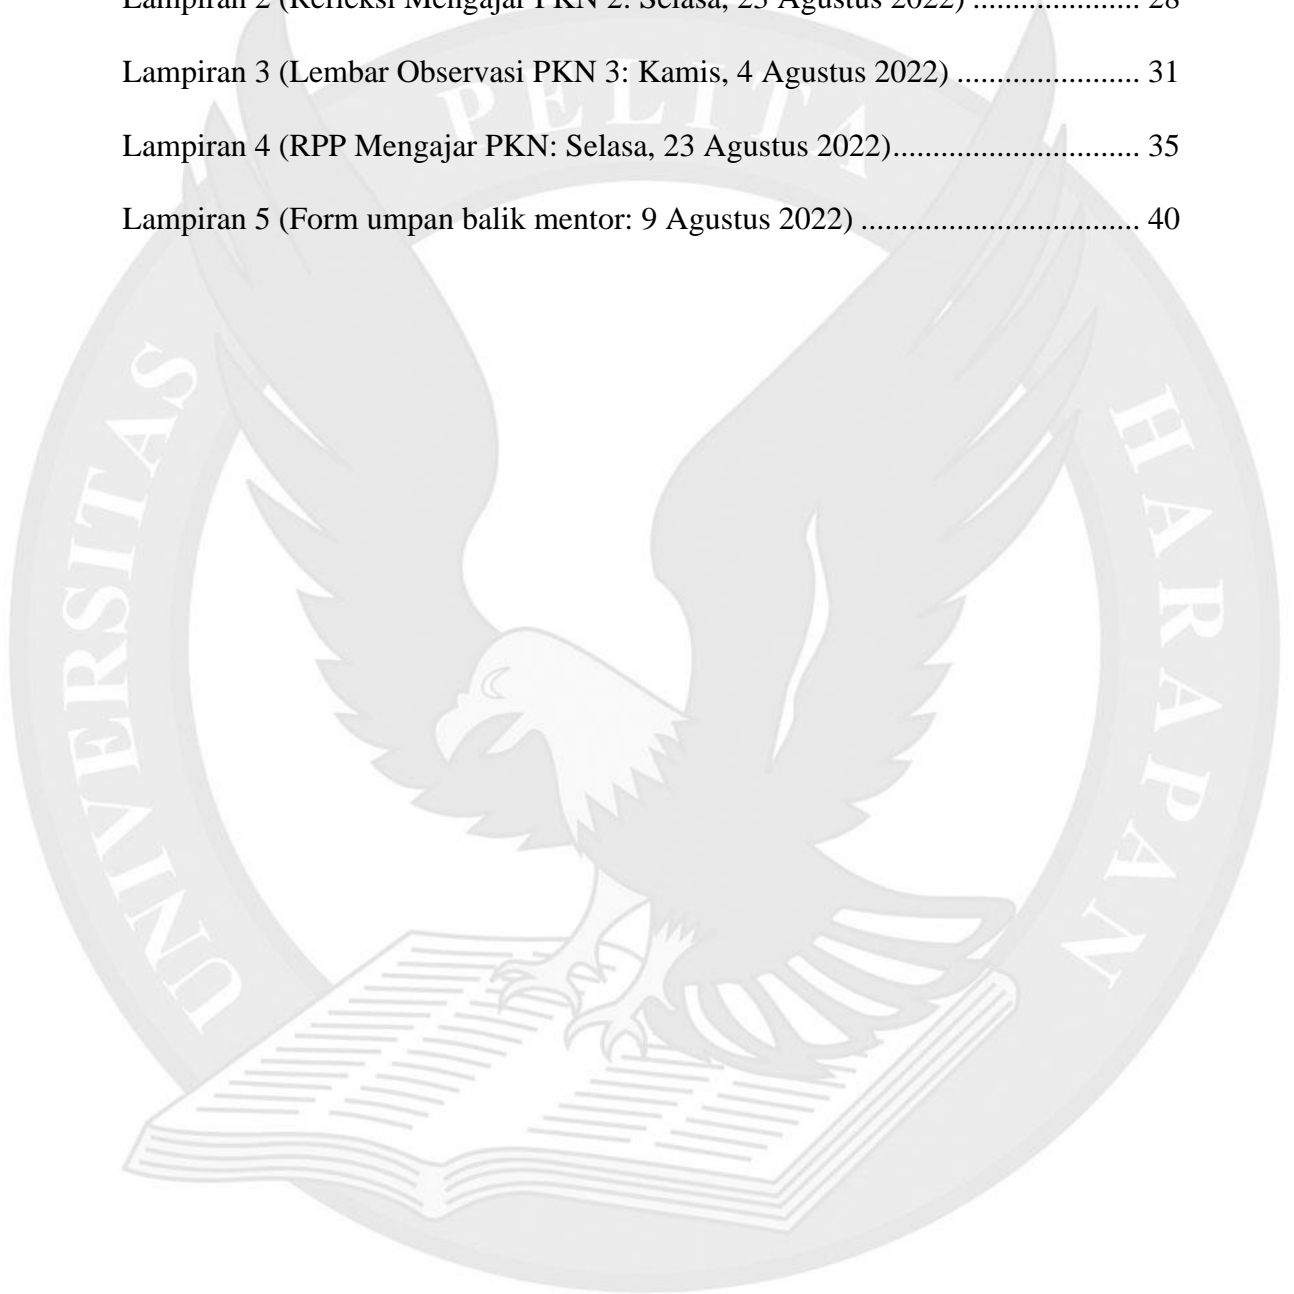 Lampiran 2 (Refleksi Mengajar PKN 2: Selasa, 23 Agustus 2022) .................... 28
Lampiran 3 (Lembar Observasi PKN 3: Kamis, 4 Agustus 2022) ...................... 31
Lampiran 4 (RPP Mengajar PKN: Selasa, 23 Agustus 2022)............................. 35
Lampiran 5 (Form umpan balik mentor: 9 Agustus 2022) ................................. 40
UNIVERSITAS PELITA HARAPAN